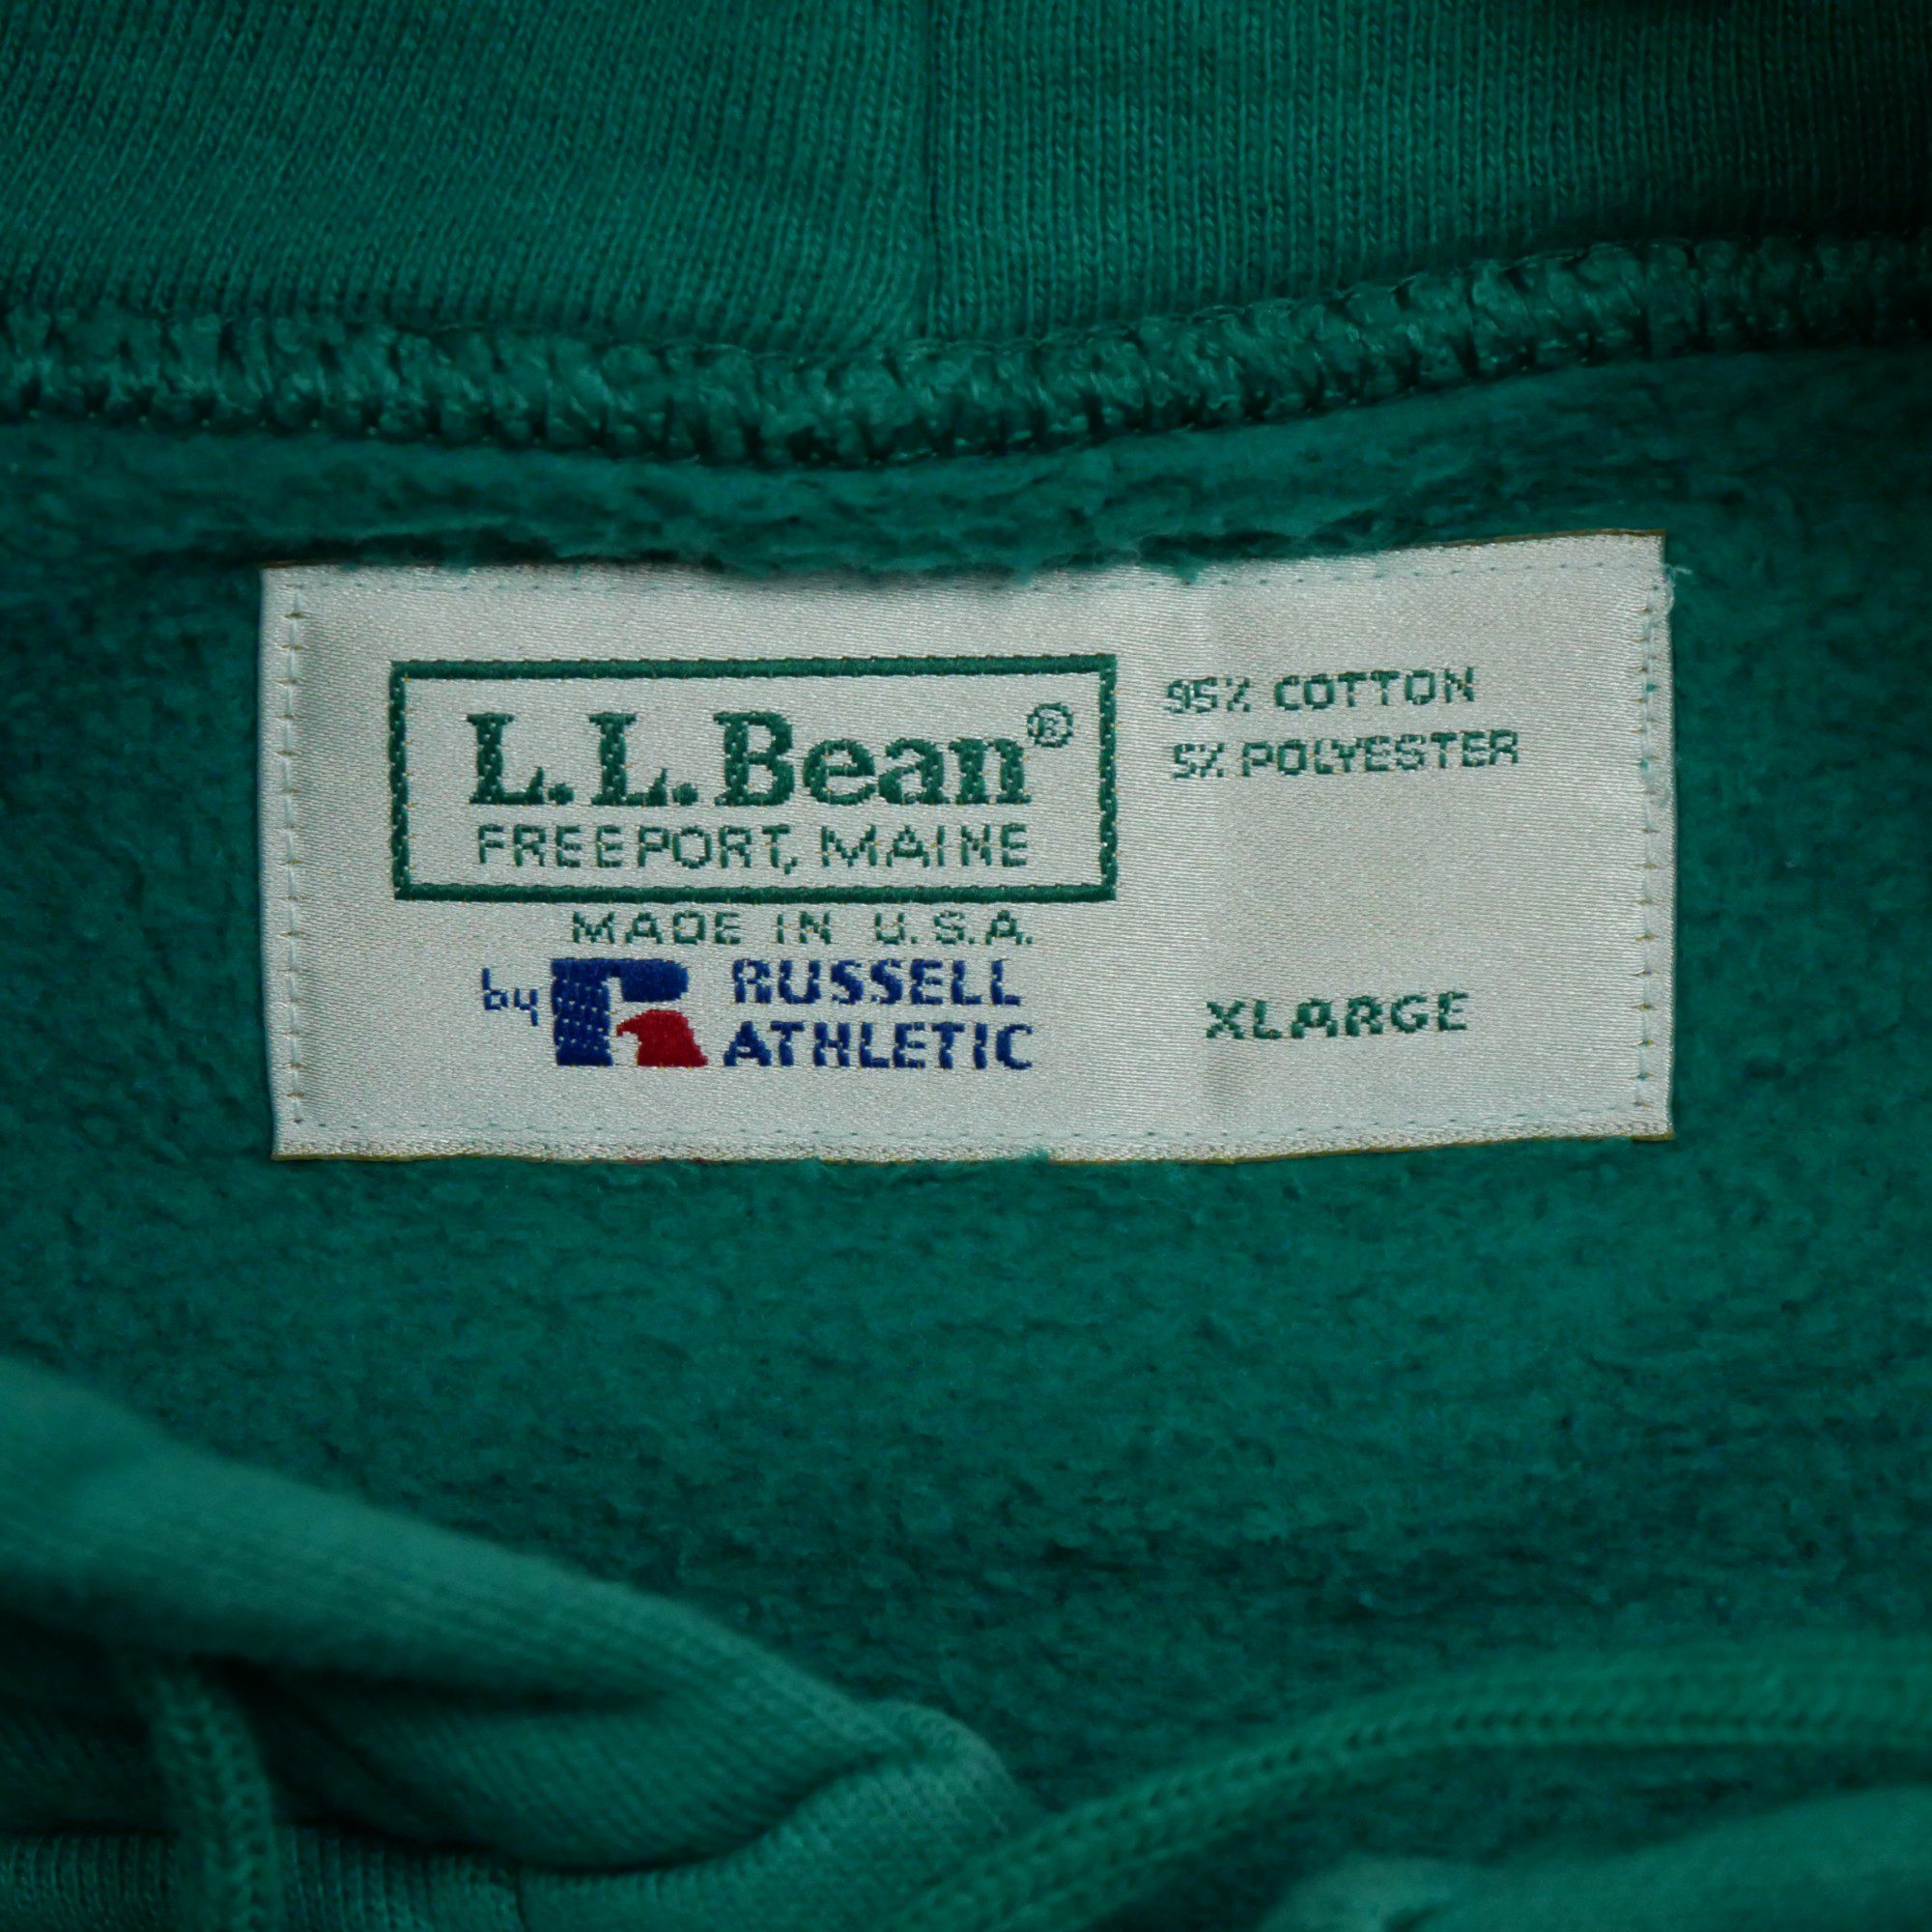 L.L.Bean®
FREEPORT, MAINE
MADE IN U.S.A.
by R RUSSELL
ATHLETIC
95% COTTON
5% POLYESTER
XLARGE